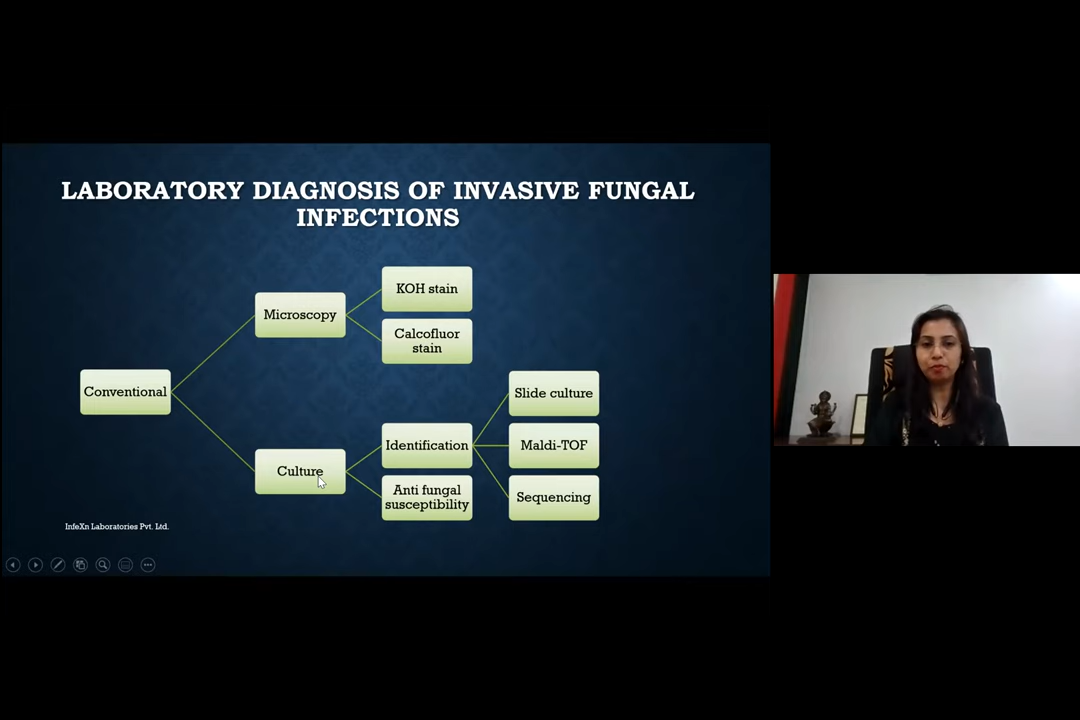 LABORATORY DIAGNOSIS OF INVASIVE FUNGAL
INFECTIONS
Conventional
Microscopy
KOH stain
Calcofluor
stain
Culture
Identification
Slide culture
Maldi-TOF
Sequencing
Anti fungal
susceptibility
InfeXn Laboratories Pvt. Ltd.